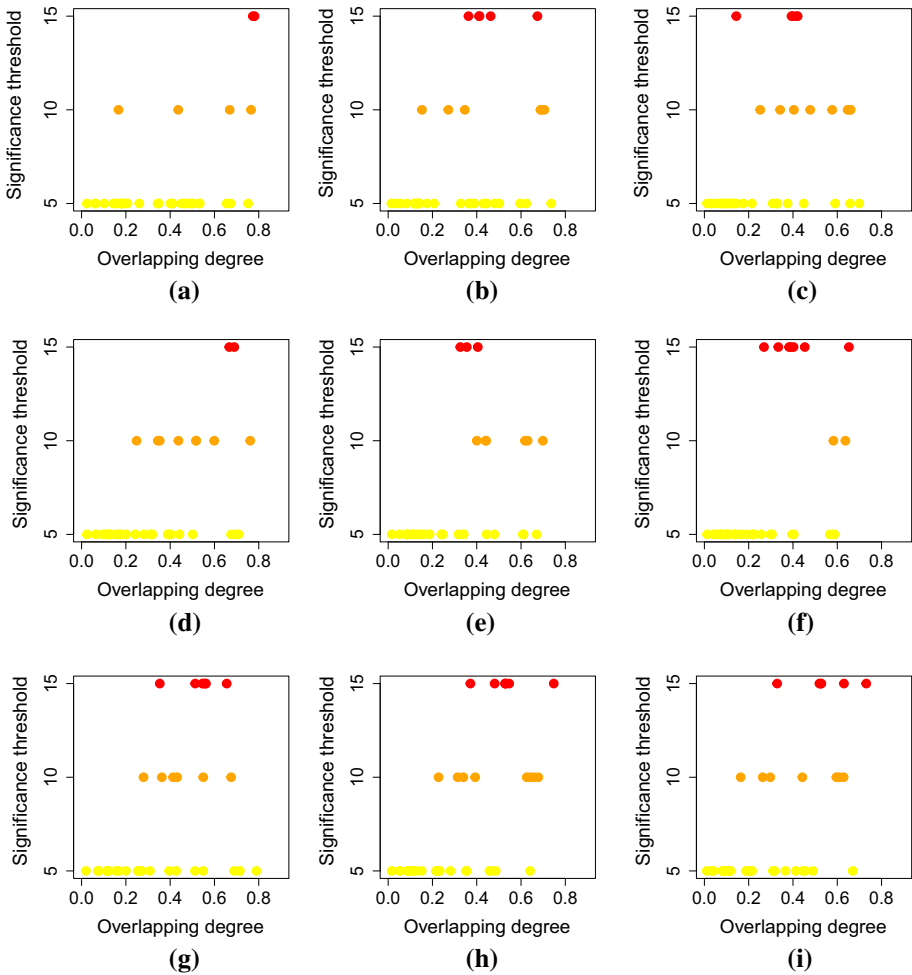 Significance threshold
15
10
5
0.0 0.2 0.4 0.6 0.8
Overlapping degree
(a)
Significance threshold
15
10
5
0.0 0.2 0.4 0.6 0.8
Overlapping degree
(b)
Significance threshold
15
10
5
0.0 0.2 0.4 0.6 0.8
Overlapping degree
(c)
Significance threshold
15
10
5
0.0 0.2 0.4 0.6 0.8
Overlapping degree
(d)
Significance threshold
15
10
5
0.0 0.2 0.4 0.6 0.8
Overlapping degree
(e)
Significance threshold
15
10
5
0.0 0.2 0.4 0.6 0.8
Overlapping degree
(f)
Significance threshold
15
10
5
0.0 0.2 0.4 0.6 0.8
Overlapping degree
(g)
Significance threshold
15
10
5
0.0 0.2 0.4 0.6 0.8
Overlapping degree
(h)
Significance threshold
15
10
5
0.0 0.2 0.4 0.6 0.8
Overlapping degree
(i)